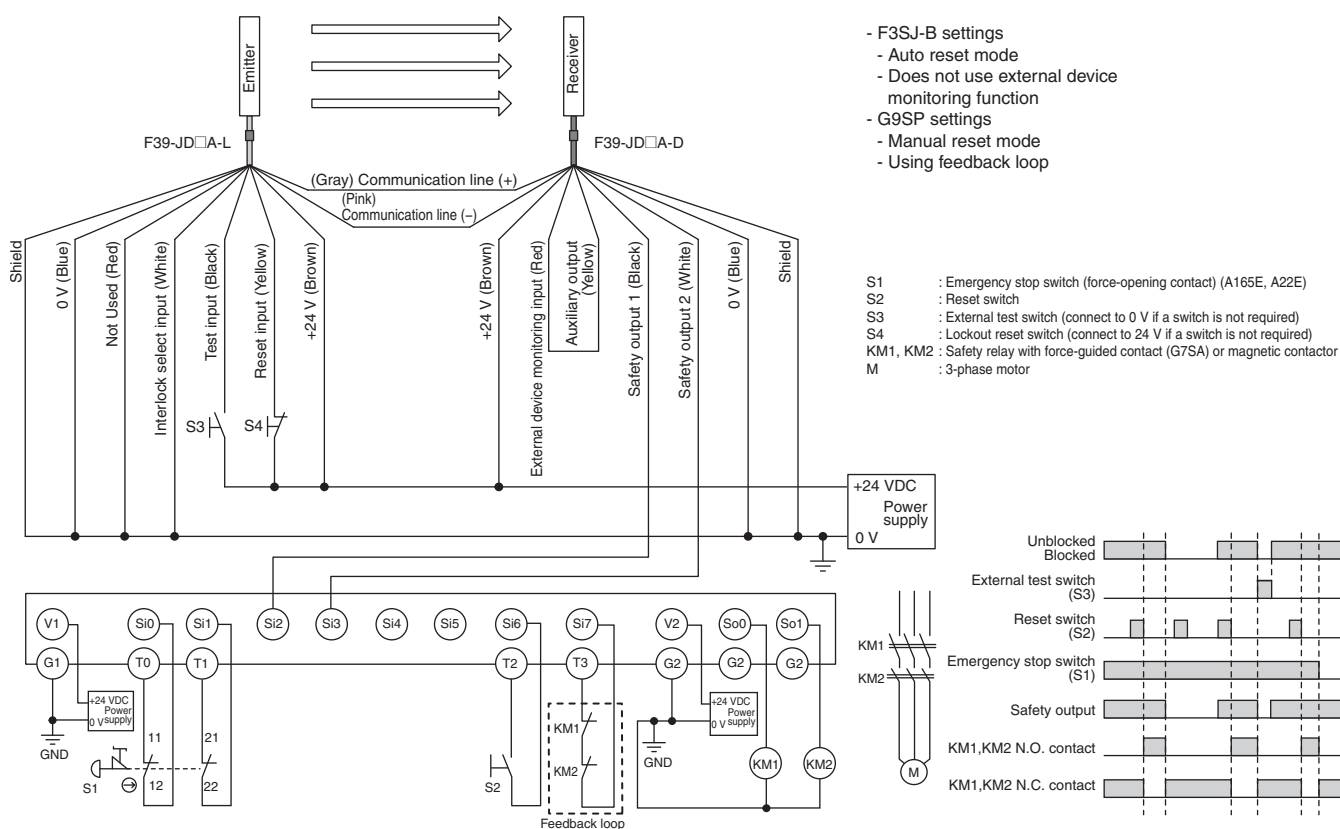 Emitter
Receiver
F39-JD□A-L
F39-JD□A-D
(Gray) Communication line (+)
(Pink)
Communication line (–)
Shield
0 V (Blue)
Not Used (Red)
Interlock select input (White)
Test input (Black)
Reset input (Yellow)
+24 V (Brown)
+24 V (Brown)
External device monitoring input (Red)
Auxiliary output
(Yellow)
Safety output 1 (Black)
Safety output 2 (White)
0 V (Blue)
Shield
S3
S4
+24 VDC
Power
supply
0 V
- F3SJ-B settings
- Auto reset mode
- Does not use external device
monitoring function
- G9SP settings
- Manual reset mode
- Using feedback loop
S1 : Emergency stop switch (force-opening contact) (A165E, A22E)
S2 : Reset switch
S3 : External test switch (connect to 0 V if a switch is not required)
S4 : Lockout reset switch (connect to 24 V if a switch is not required)
KM1, KM2 : Safety relay with force-guided contact (G7SA) or magnetic contactor
M : 3-phase motor
V1 Si0 Si1 Si2 Si3 Si4 Si5 Si6 Si7 V2 So0 So1
G1 T0 T1 T2 T3 G2 G2 G2
+24 VDC
Power
0 V supply
GND
11
21
S1
12
22
S2
KM1
KM2
Feedback loop
+24 VDC
Power
0 V supply
GND
KM1
KM2
KM1
KM2
M
Unblocked
Blocked
External test switch
(S3)
Reset switch
(S2)
Emergency stop switch
(S1)
Safety output
KM1,KM2 N.O. contact
KM1,KM2 N.C. contact